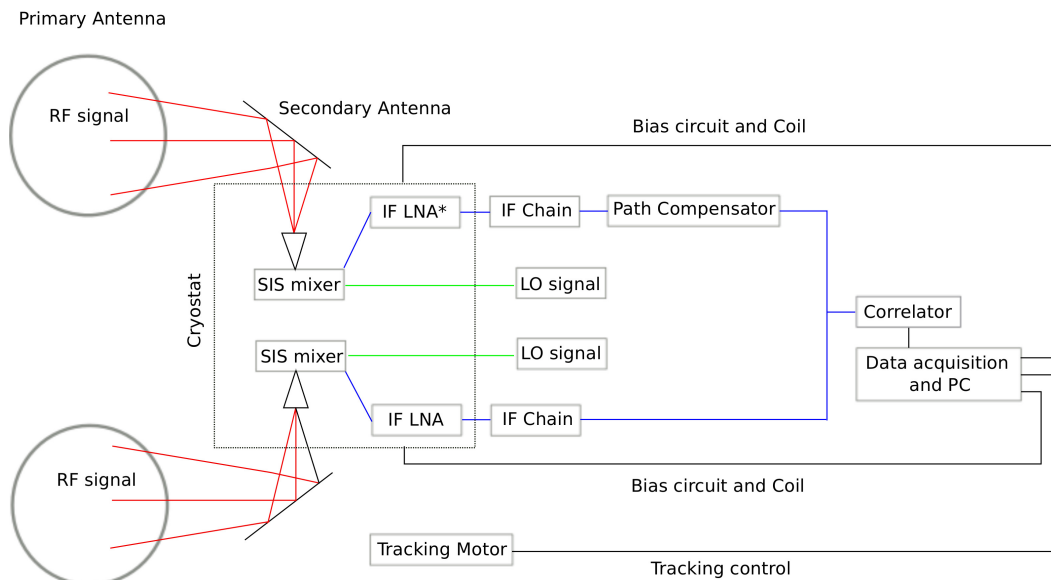 Primary Antenna
RF signal
Secondary Antenna
Bias circuit and Coil
IF LNA*
IF Chain
Path Compensator
Cryostat
SIS mixer
LO signal
Correlator
SIS mixer
LO signal
Data acquisition
and PC
IF LNA
IF Chain
RF signal
Bias circuit and Coil
Tracking Motor
Tracking control